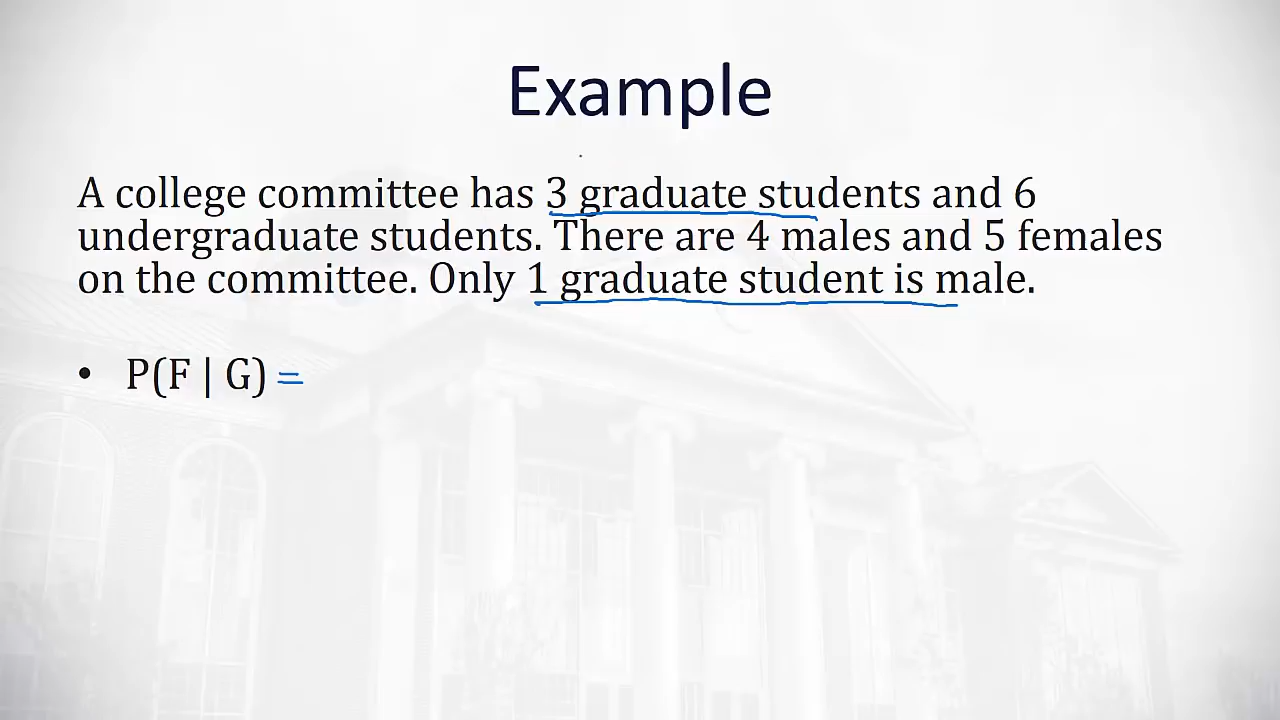 Example
A college committee has 3 graduate students and 6
undergraduate students. There are 4 males and 5 females
on the committee. Only 1 graduate student is male.
• P(F | G) =